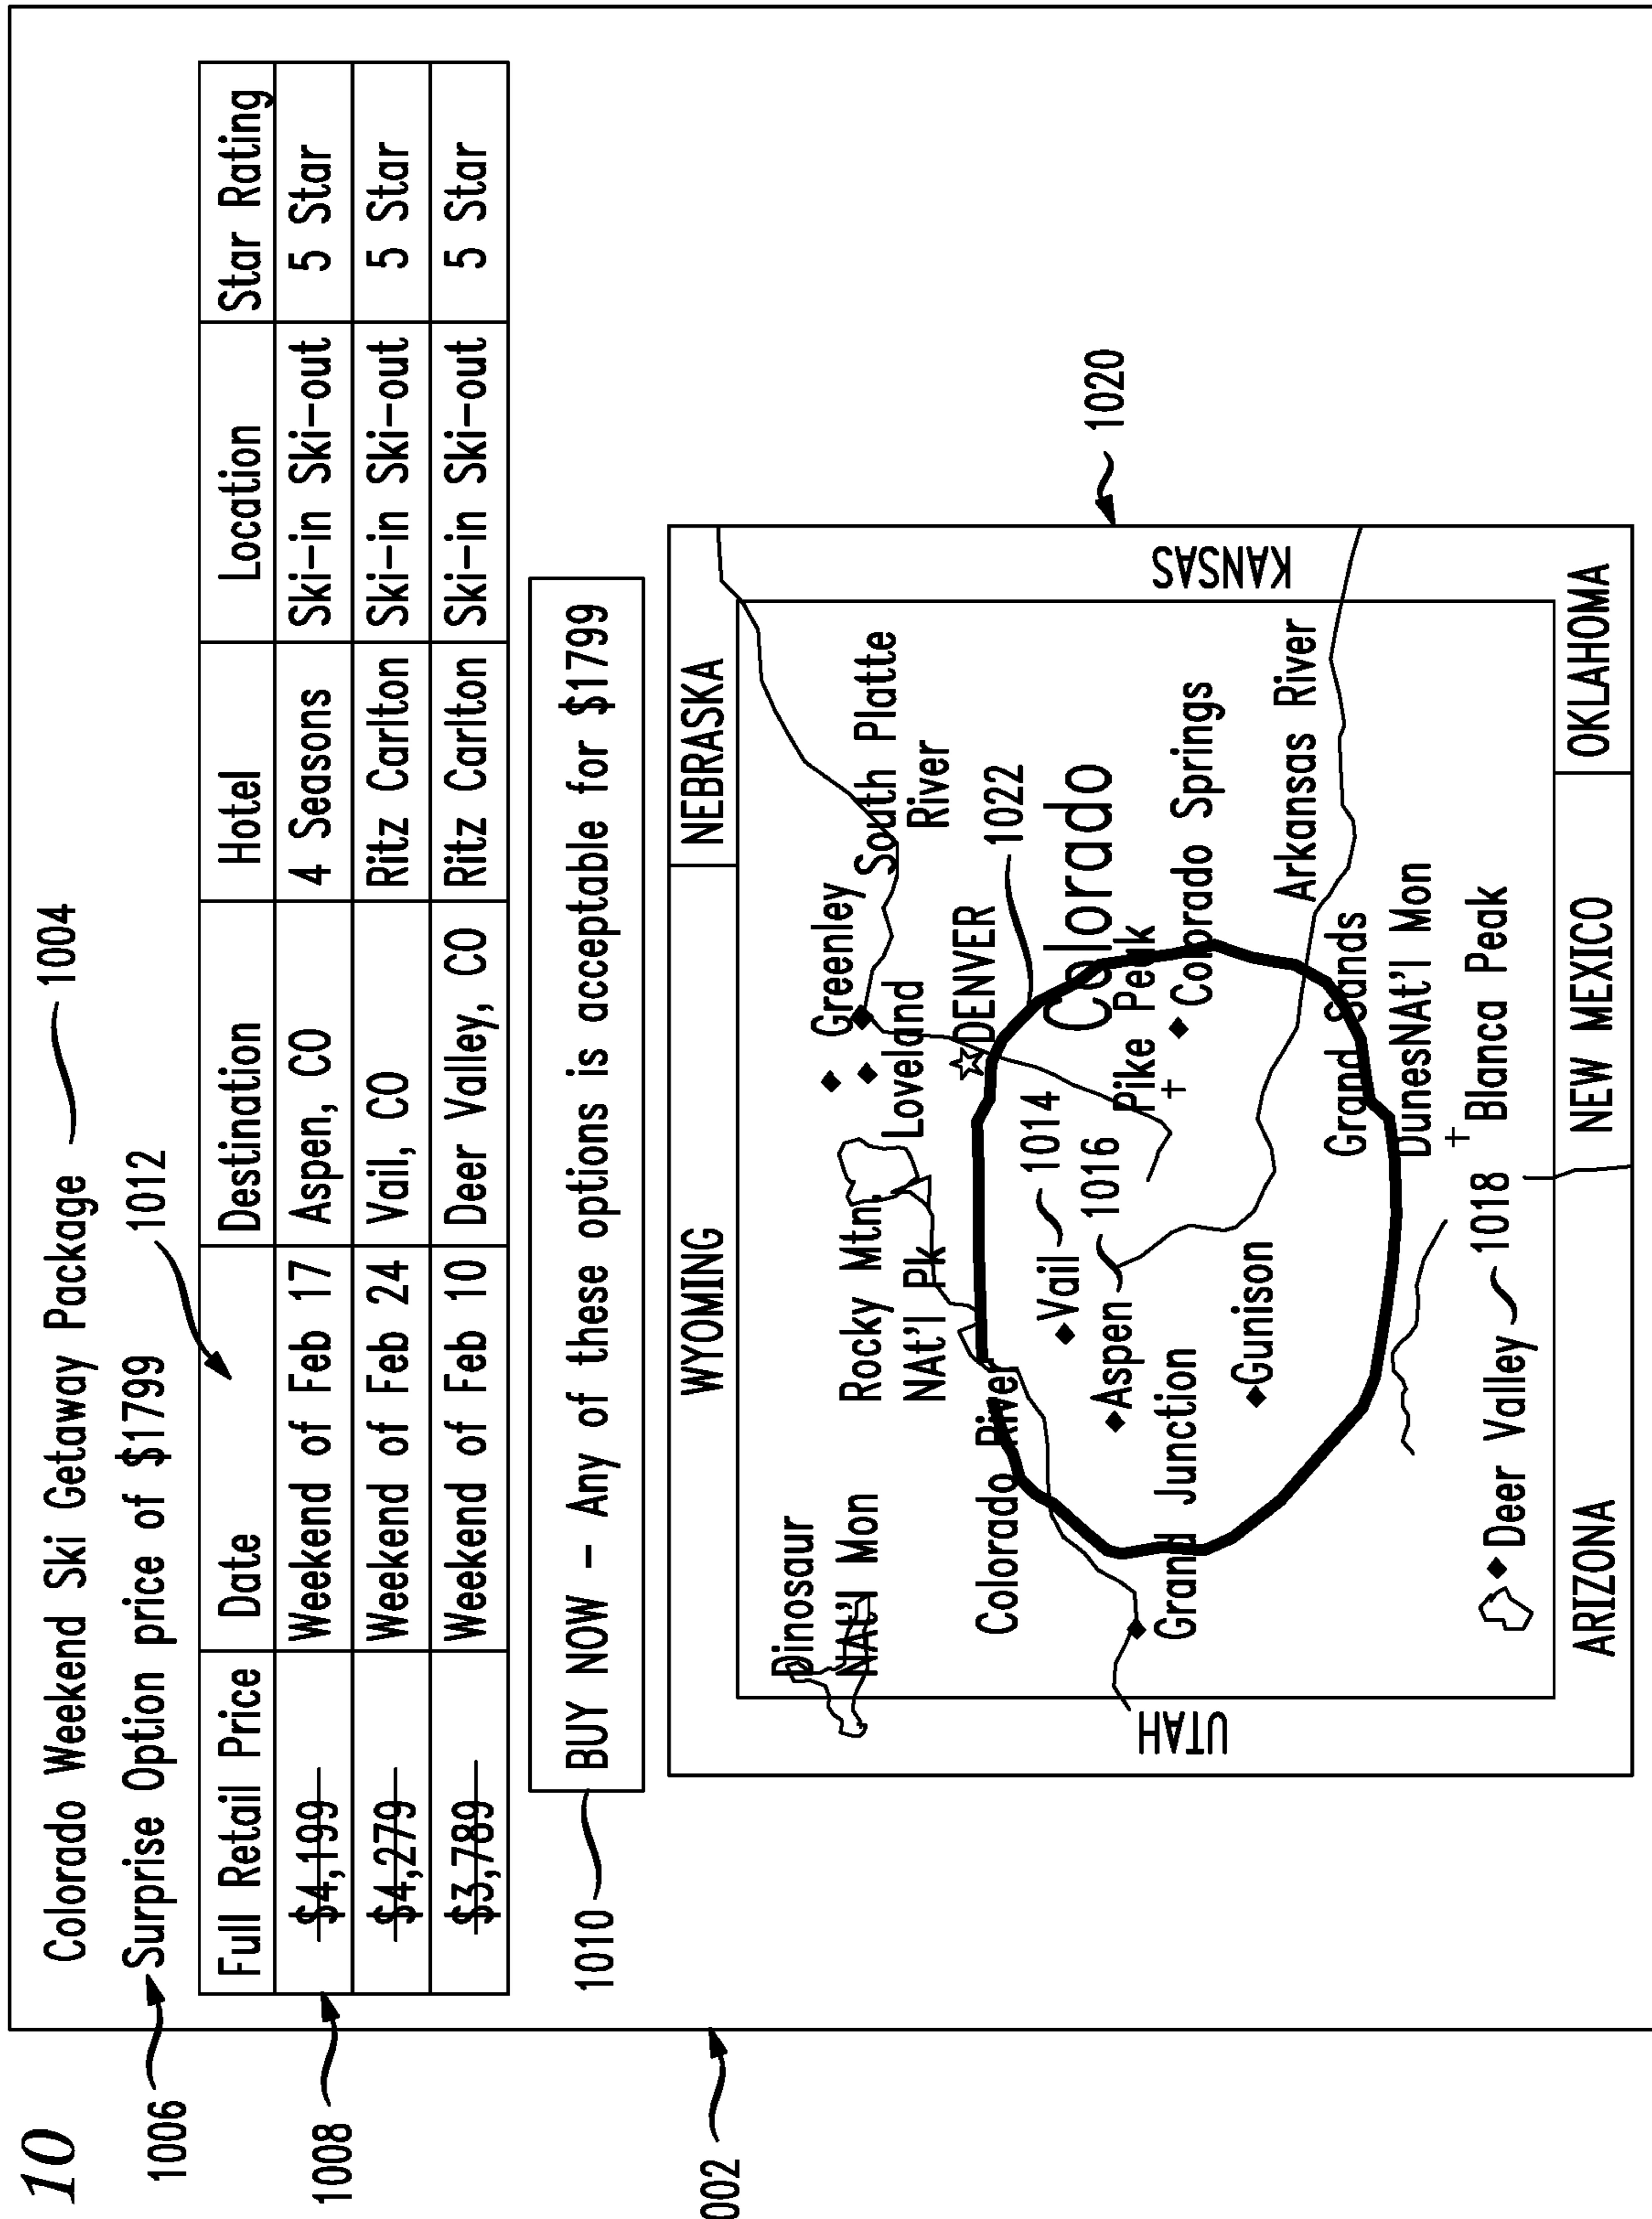 10
Colorado Weekend Ski Getaway Package 1004
1006 Surprise Option price of $1799 1012
Full Retail Price Date Destination Hotel Location Star Rating
1008 $4,199 Weekend of Feb 17 Aspen, CO 4 Seasons Ski-in Ski-out 5 Star
$4,279 Weekend of Feb 24 Vail, CO Ritz Carlton Ski-in Ski-out 5 Star
$3,789 Weekend of Feb 10 Deer Valley, CO Ritz Carlton Ski-in Ski-out 5 Star
1010 BUY NOW - Any of these options is acceptable for $1799
002
WYOMING NEBRASKA
Dinosaur
NAt'l Mon
Rocky Mtn.
NAt'l Pk
Greenley
Loveland
South Platte
River
DENVER 1022
Colorado River
Vail 1014
Colorado
Aspen 1016
Pike Peak
Grand Junction
Colorado Springs
Gunison
Arkansas River
Grand Sands
DunesNAt'l Mon
Blanca Peak
Deer Valley 1018
UTAH
KANSAS
1020
ARIZONA NEW MEXICO OKLAHOMA